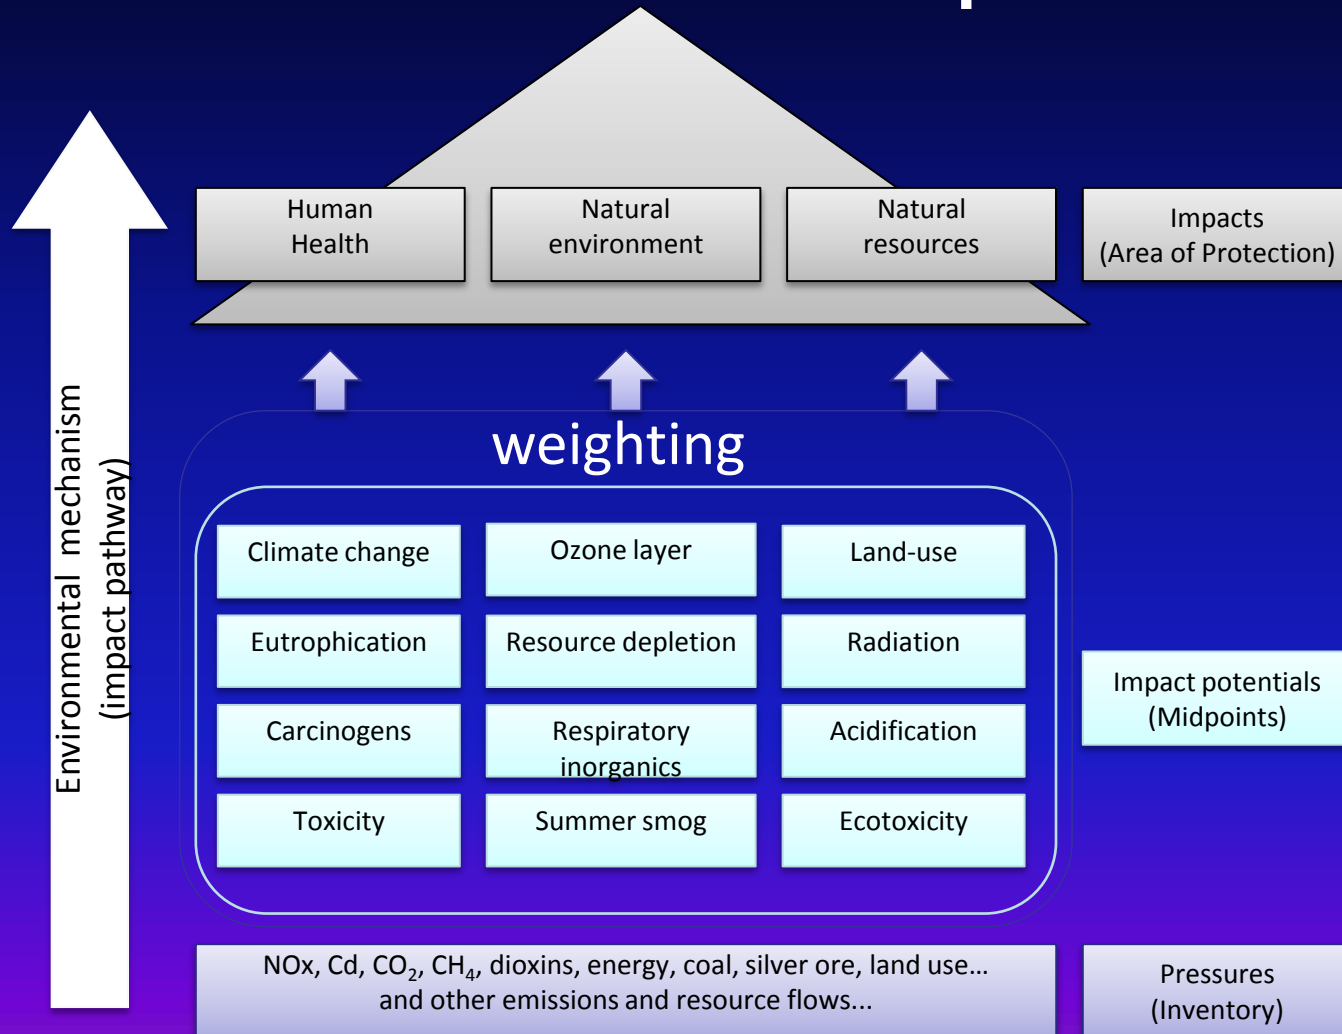 Human
Health
Natural
environment
Natural
resources
Impacts
(Area of Protection)
Environmental mechanism
(impact pathway)
weighting
Climate change
Ozone layer
Land-use
Eutrophication
Resource depletion
Radiation
Impact potentials
(Midpoints)
Carcinogens
Respiratory
inorganics
Acidification
Toxicity
Summer smog
Ecotoxicity
NOx, Cd, CO₂, CH₄, dioxins, energy, coal, silver ore, land use...
and other emissions and resource flows...
Pressures
(Inventory)